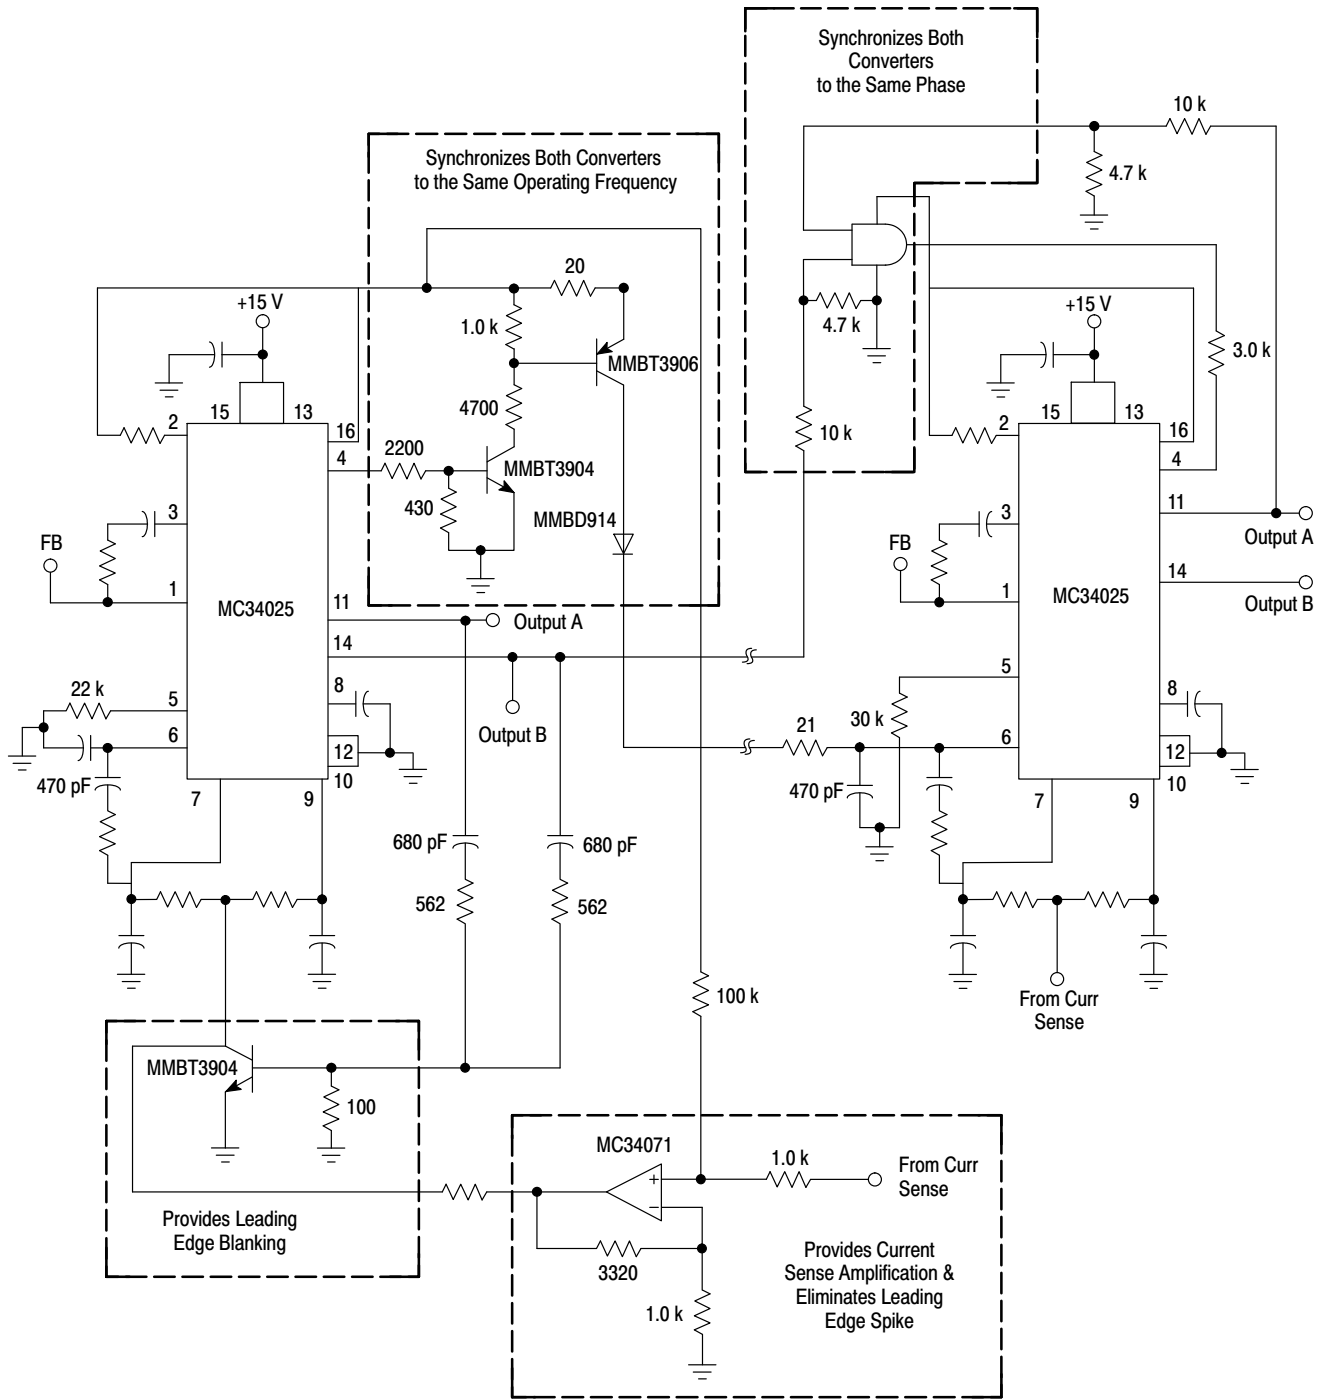 Synchronizes Both
Converters
to the Same Phase
10 k
4.7 k
Synchronizes Both Converters
to the Same Operating Frequency
20
+15 V
1.0 k
MMBT3906
4700
2200
MMBT3904
430
MMBD914
4.7 k
10 k
+15 V
3.0 k
15
13
2
16
4
3
FB
1
MC34025
11
Output A
14
Output B
22 k
5
8
6
12
470 pF
10
7
9
15
13
2
16
4
3
11
Output A
FB
14
1
MC34025
Output B
5
8
30 k
21
6
12
470 pF
10
7
9
680 pF
680 pF
562
562
100 k
From Curr
Sense
MMBT3904
100
Provides Leading
Edge Blanking
MC34071
+
−
1.0 k
From Curr
Sense
3320
1.0 k
Provides Current
Sense Amplification &
Eliminates Leading
Edge Spike